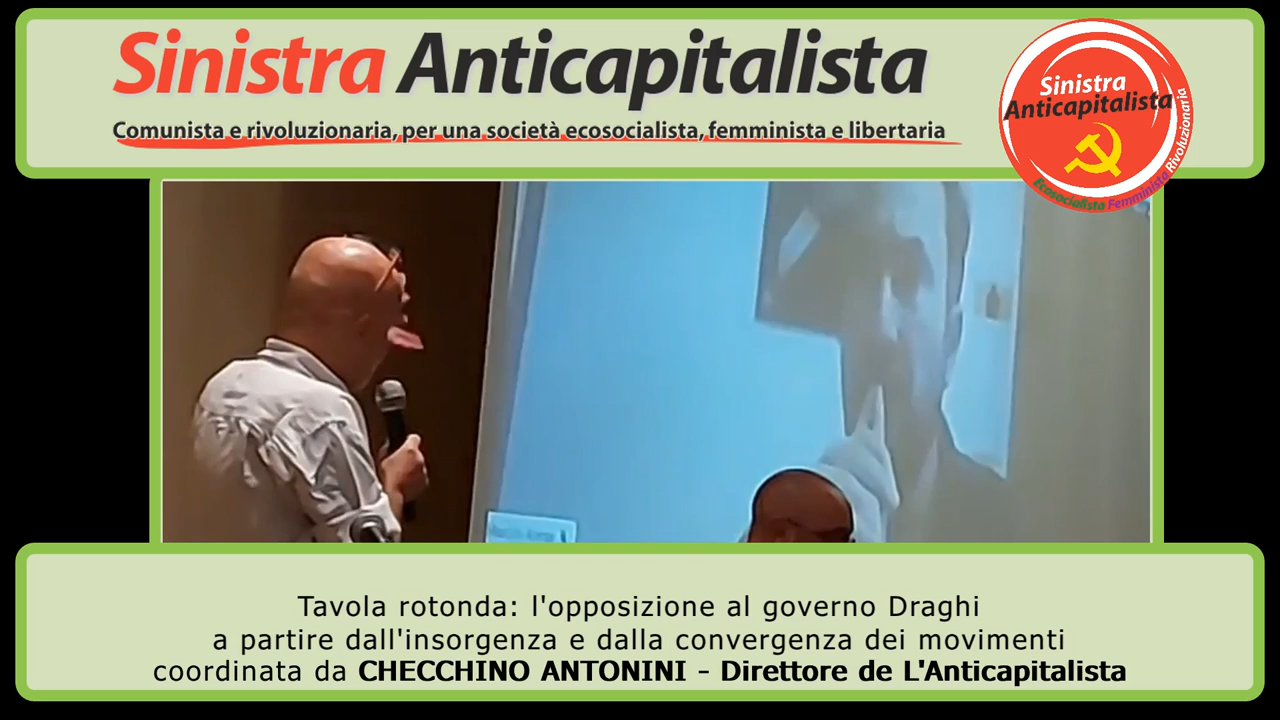 Sinistra Anticapitalista
Comunista e rivoluzionaria, per una società ecosocialista, femminista e libertaria
Sinistra
Anticapitalista
Ecosocialista Femminista Rivoluzionaria
Tavola rotonda: l'opposizione al governo Draghi
a partire dall'insorgenza e dalla convergenza dei movimenti
coordinata da CHECCHINO ANTONINI - Direttore de L'Anticapitalista